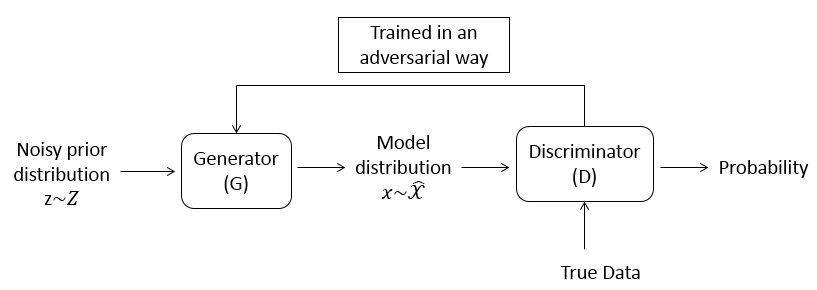 Trained in an
adversarial way
Noisy prior
distribution
z~Z
Generator
(G)
Model
distribution
x~X̂
Discriminator
(D)
Probability
True Data